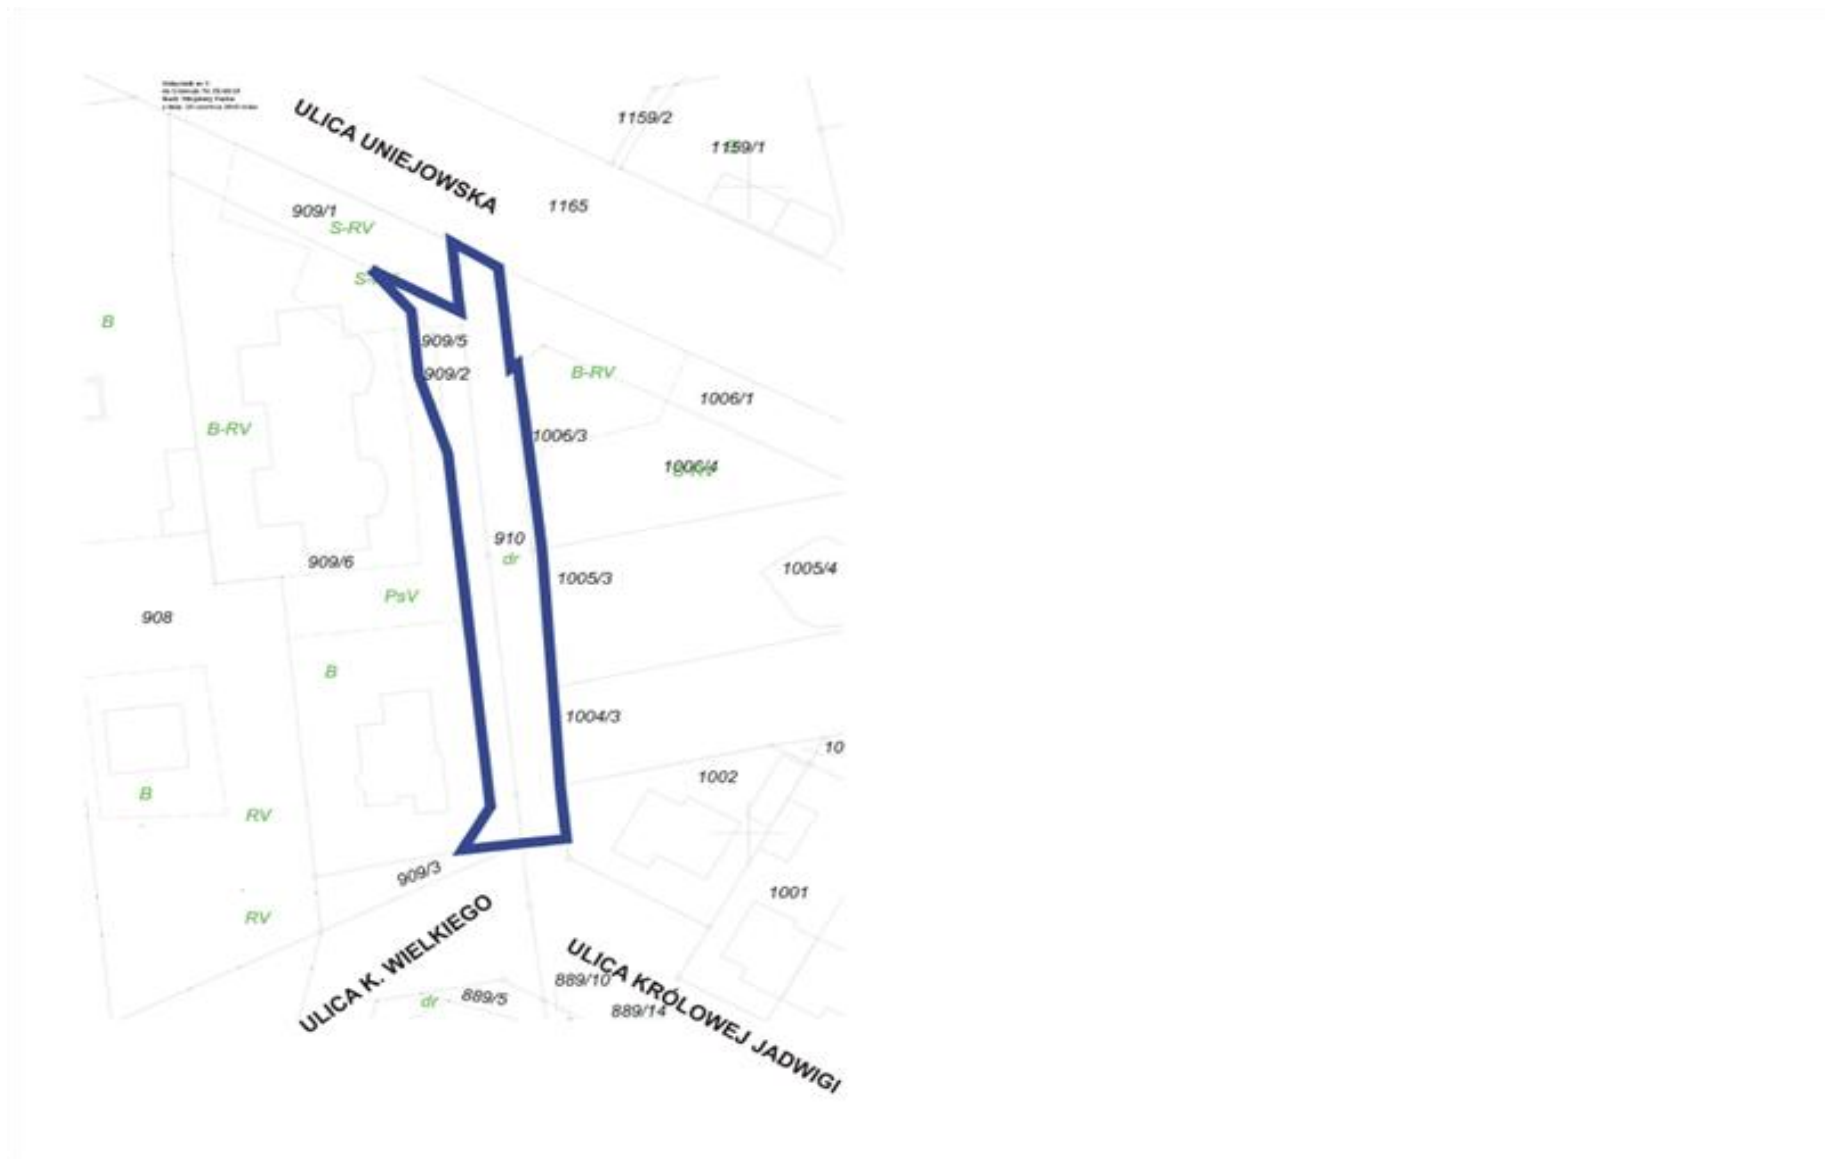 ULICA UNIEJOWSKA
1159/2
1159/1
1165
909/1
S-RV
B
909/5
909/2
B-RV
1006/1
B-RV
1006/3
1006/4
910
dr
909/6
1005/3
1005/4
PsV
908
B
1004/3
10
1002
B
RV
909/3
1001
RV
ULICA K. WIELKIEGO
ULICA KRÓLOWEJ JADWIGI
889/10
dr
889/5
889/14